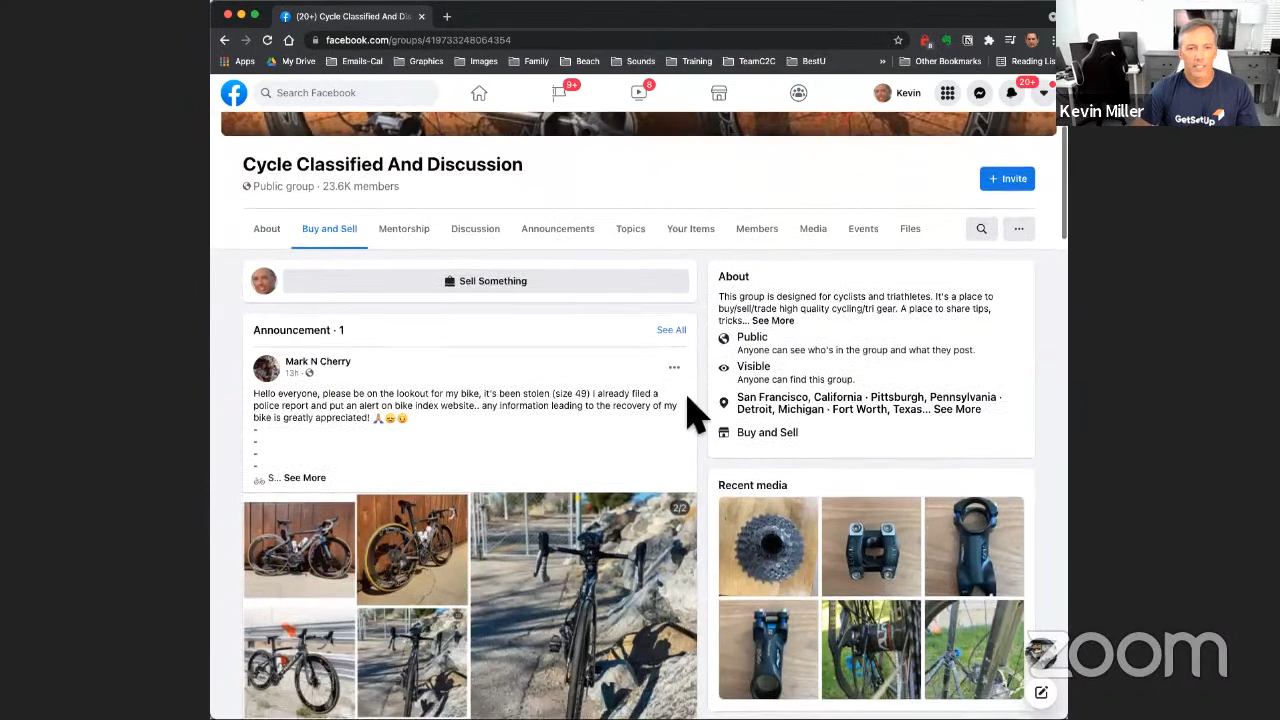 (20+) Cycle Classified And Dis
facebook.com/groups/419733248064354
Apps
My Drive
Emails-Cal
Graphics
Images
Family
Beach
Sounds
Training
TeamC2C
BestU
»
Other Bookmarks
Reading Lis
Search Facebook
9+
8
Kevin
20+
Kevin Miller
GetSetUp
Cycle Classified And Discussion
Public group · 23.6K members
+ Invite
About
Buy and Sell
Mentorship
Discussion
Announcements
Topics
Your Items
Members
Media
Events
Files
Sell Something
Announcement · 1
See All
Mark N Cherry
13h ·
Hello everyone, please be on the lookout for my bike, it's been stolen (size 49) I already filed a
police report and put an alert on bike index website.. any information leading to the recovery of my
bike is greatly appreciated! 🙏🏼😞😣
-
-
-
-
S... See More
2/2
About
This group is designed for cyclists and triathletes. It's a place to
buy/sell/trade high quality cycling/tri gear. A place to share tips,
tricks... See More
Public
Anyone can see who's in the group and what they post.
Visible
Anyone can find this group.
San Francisco, California · Pittsburgh, Pennsylvania ·
Detroit, Michigan · Fort Worth, Texas... See More
Buy and Sell
Recent media
zoom